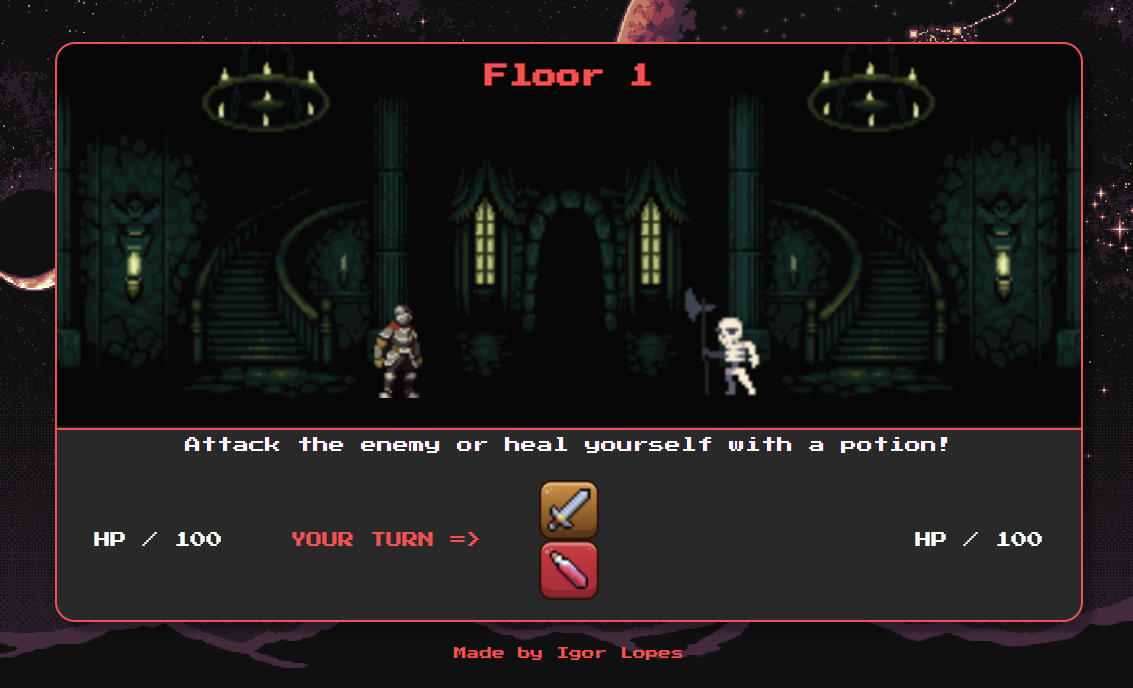 Floor 1
Attack the enemy or heal yourself with a potion!
HP / 100
YOUR TURN =>
HP / 100
Made by Igor Lopes